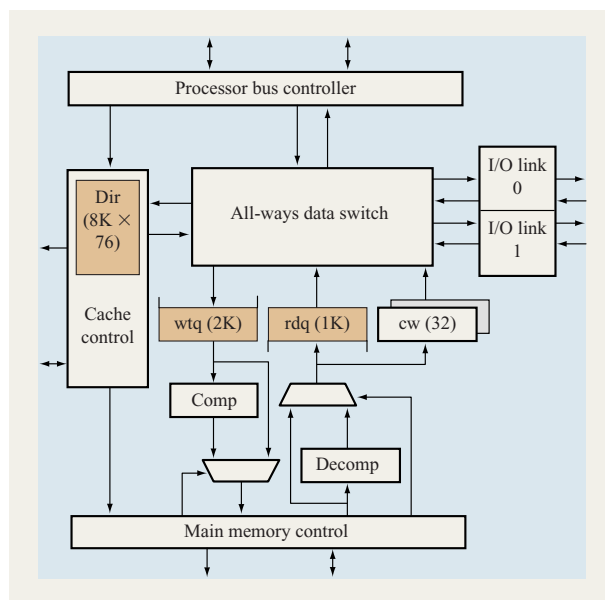 Processor bus controller
Dir
(8K ×
76)
Cache
control
All-ways data switch
I/O link
0
I/O link
1
wtq (2K)
rdq (1K)
cw (32)
Comp
Decomp
Main memory control